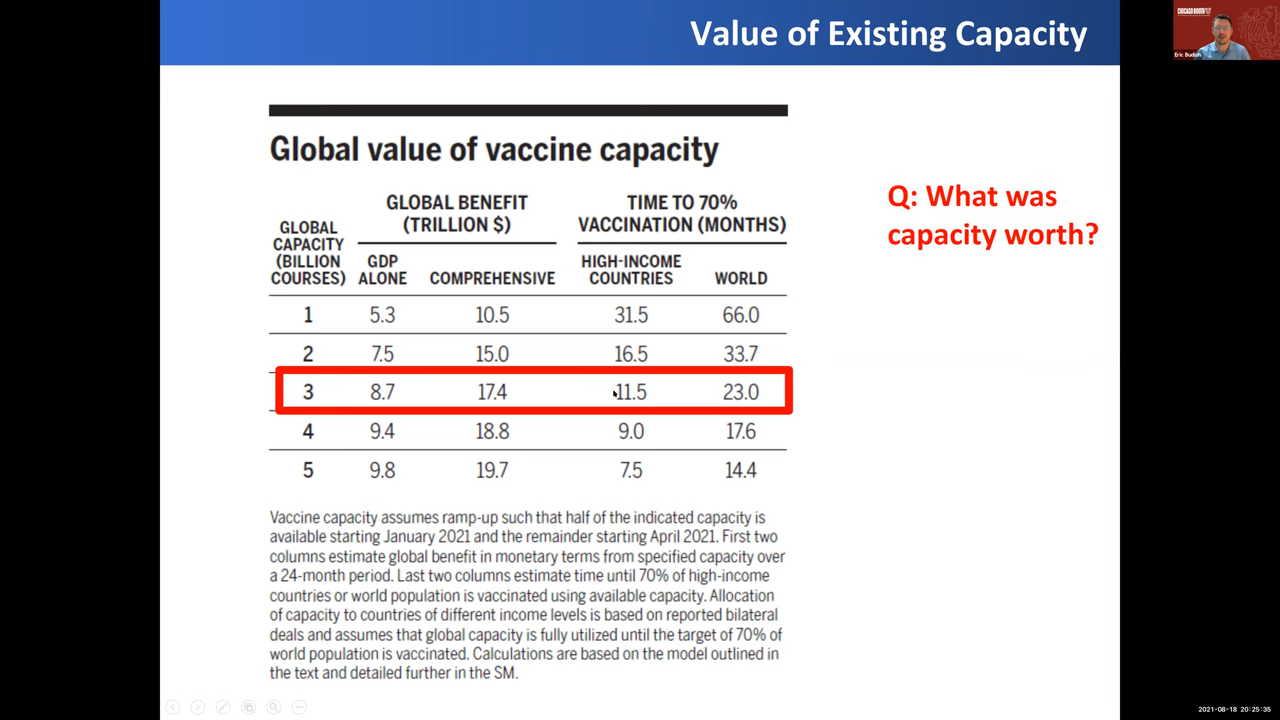 Value of Existing Capacity
CHICAGO BOOTH
Eric Budish
Global value of vaccine capacity
Q: What was
capacity worth?
GLOBAL
CAPACITY
(BILLION
COURSES)
GLOBAL BENEFIT
(TRILLION $)
TIME TO 70%
VACCINATION (MONTHS)
GDP
ALONE
COMPREHENSIVE
HIGH-INCOME
COUNTRIES
WORLD
1 5.3 10.5 31.5 66.0
2 7.5 15.0 16.5 33.7
3 8.7 17.4 11.5 23.0
4 9.4 18.8 9.0 17.6
5 9.8 19.7 7.5 14.4
Vaccine capacity assumes ramp-up such that half of the indicated capacity is
available starting January 2021 and the remainder starting April 2021. First two
columns estimate global benefit in monetary terms from specified capacity over
a 24-month period. Last two columns estimate time until 70% of high-income
countries or world population is vaccinated using available capacity. Allocation
of capacity to countries of different income levels is based on reported bilateral
deals and assumes that global capacity is fully utilized until the target of 70% of
world population is vaccinated. Calculations are based on the model outlined in
the text and detailed further in the SM.
2021-08-18 20:25:35